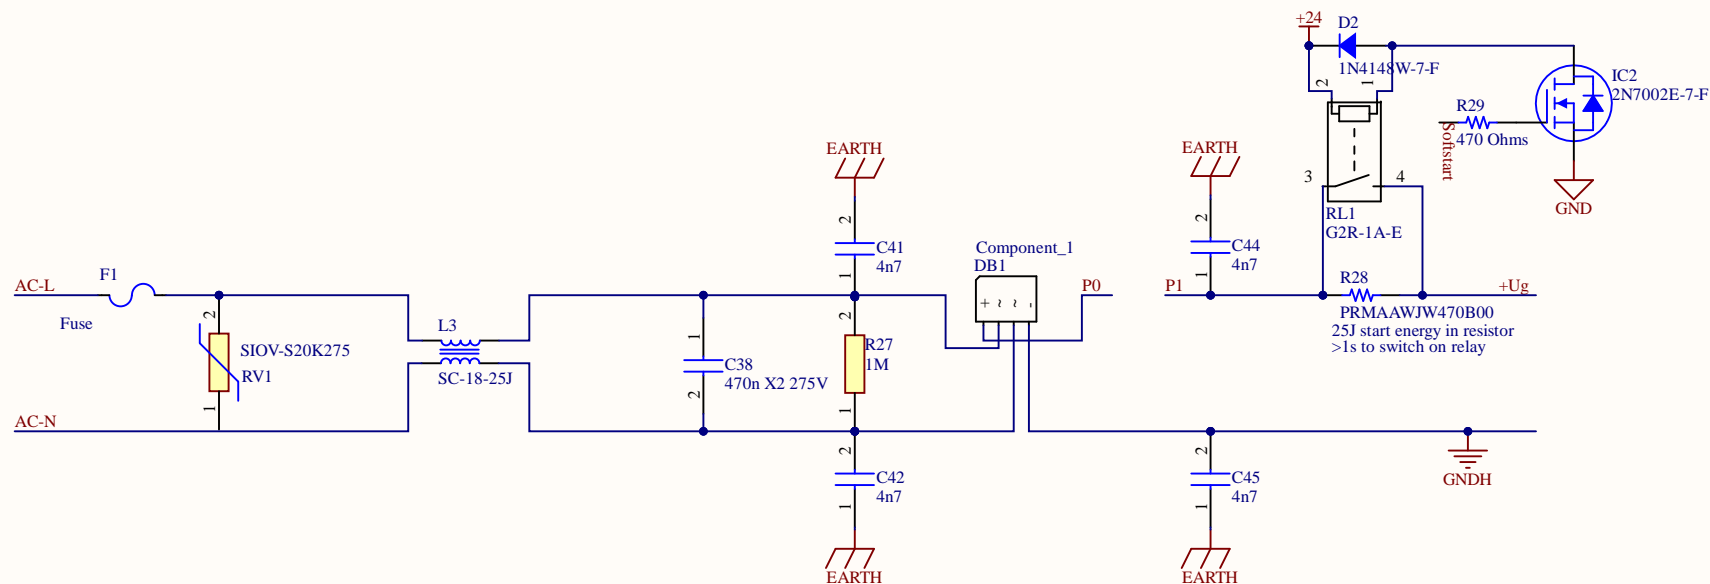 +24
D2
1N4148W-7-F
2
1
IC2
2N7002E-7-F
R29
470 Ohms
Softstart
GND
3
4
RL1
G2R-1A-E
EARTH
2
C41
4n7
1
EARTH
2
C44
4n7
1
Component_1
DB1
+ ~ ~ -
AC-L
F1
Fuse
P0
P1
R28
+Ug
PRMAAWJW470B00
25J start energy in resistor
>1s to switch on relay
2
SIOV-S20K275
RV1
1
L3
SC-18-25J
1
C38
470n X2 275V
2
2
R27
1M
1
AC-N
2
C42
4n7
1
EARTH
2
C45
4n7
1
EARTH
GNDH